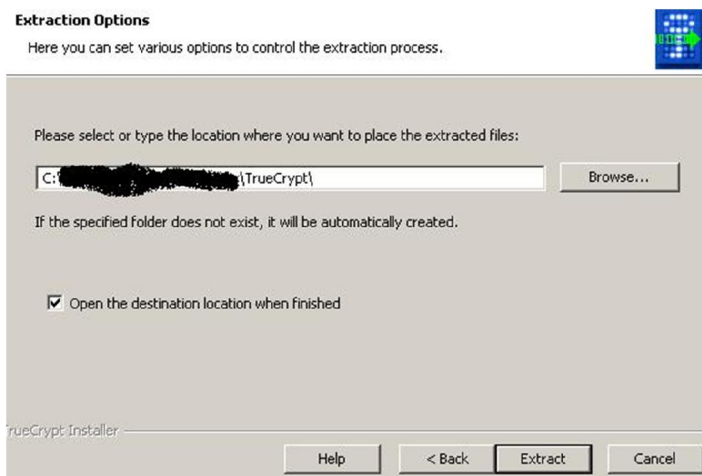 Extraction Options
Here you can set various options to control the extraction process.
Please select or type the location where you want to place the extracted files:
C:\ \TrueCrypt\ Browse...
If the specified folder does not exist, it will be automatically created.
Open the destination location when finished
TrueCrypt Installer
Help < Back Extract Cancel